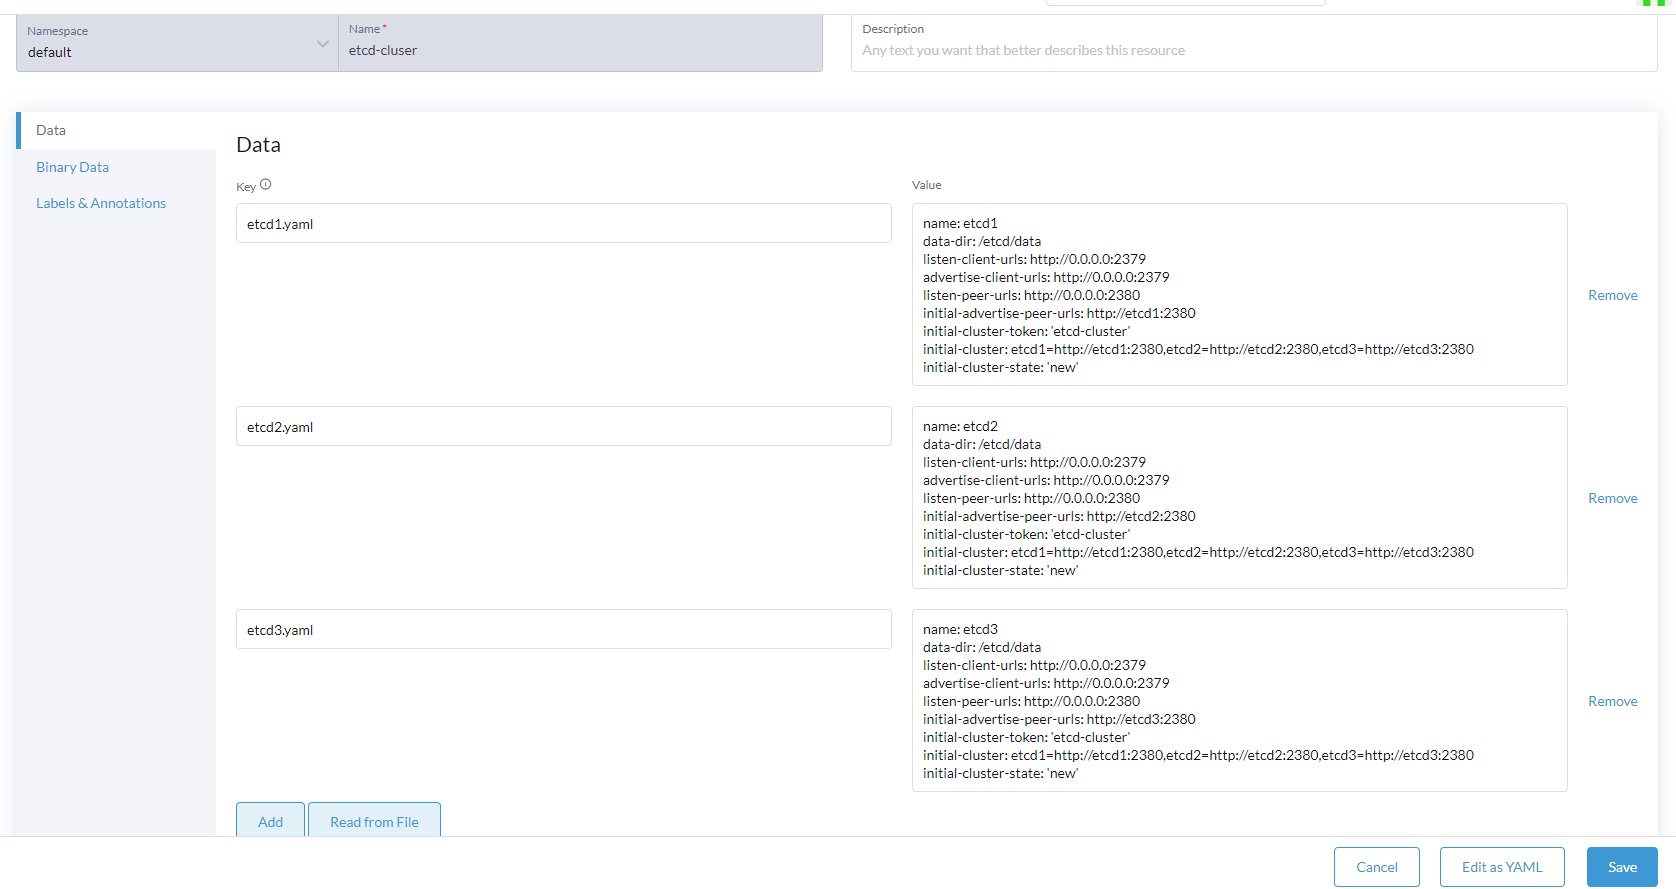 Namespace
default
Name *
etcd-cluser
Description
Any text you want that better describes this resource
Data
Binary Data
Labels & Annotations
Data
Key
Value
etcd1.yaml
name: etcd1
data-dir: /etcd/data
listen-client-urls: http://0.0.0.0:2379
advertise-client-urls: http://0.0.0.0:2379
listen-peer-urls: http://0.0.0.0:2380
initial-advertise-peer-urls: http://etcd1:2380
initial-cluster-token: 'etcd-cluster'
initial-cluster: etcd1=http://etcd1:2380,etcd2=http://etcd2:2380,etcd3=http://etcd3:2380
initial-cluster-state: 'new'
Remove
etcd2.yaml
name: etcd2
data-dir: /etcd/data
listen-client-urls: http://0.0.0.0:2379
advertise-client-urls: http://0.0.0.0:2379
listen-peer-urls: http://0.0.0.0:2380
initial-advertise-peer-urls: http://etcd2:2380
initial-cluster-token: 'etcd-cluster'
initial-cluster: etcd1=http://etcd1:2380,etcd2=http://etcd2:2380,etcd3=http://etcd3:2380
initial-cluster-state: 'new'
Remove
etcd3.yaml
name: etcd3
data-dir: /etcd/data
listen-client-urls: http://0.0.0.0:2379
advertise-client-urls: http://0.0.0.0:2379
listen-peer-urls: http://0.0.0.0:2380
initial-advertise-peer-urls: http://etcd3:2380
initial-cluster-token: 'etcd-cluster'
initial-cluster: etcd1=http://etcd1:2380,etcd2=http://etcd2:2380,etcd3=http://etcd3:2380
initial-cluster-state: 'new'
Remove
Add
Read from File
Cancel
Edit as YAML
Save